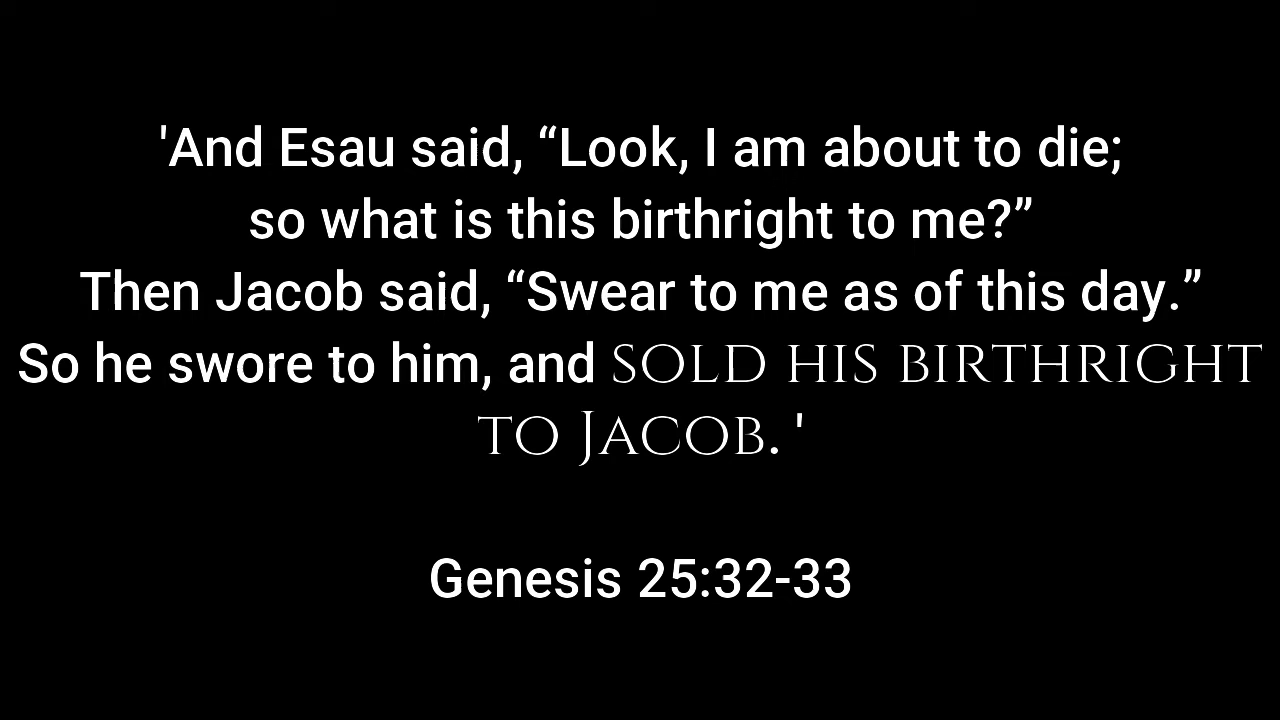 'And Esau said, “Look, I am about to die;
so what is this birthright to me?”
Then Jacob said, “Swear to me as of this day.”
So he swore to him, and SOLD HIS BIRTHRIGHT
TO JACOB. '
Genesis 25:32-33